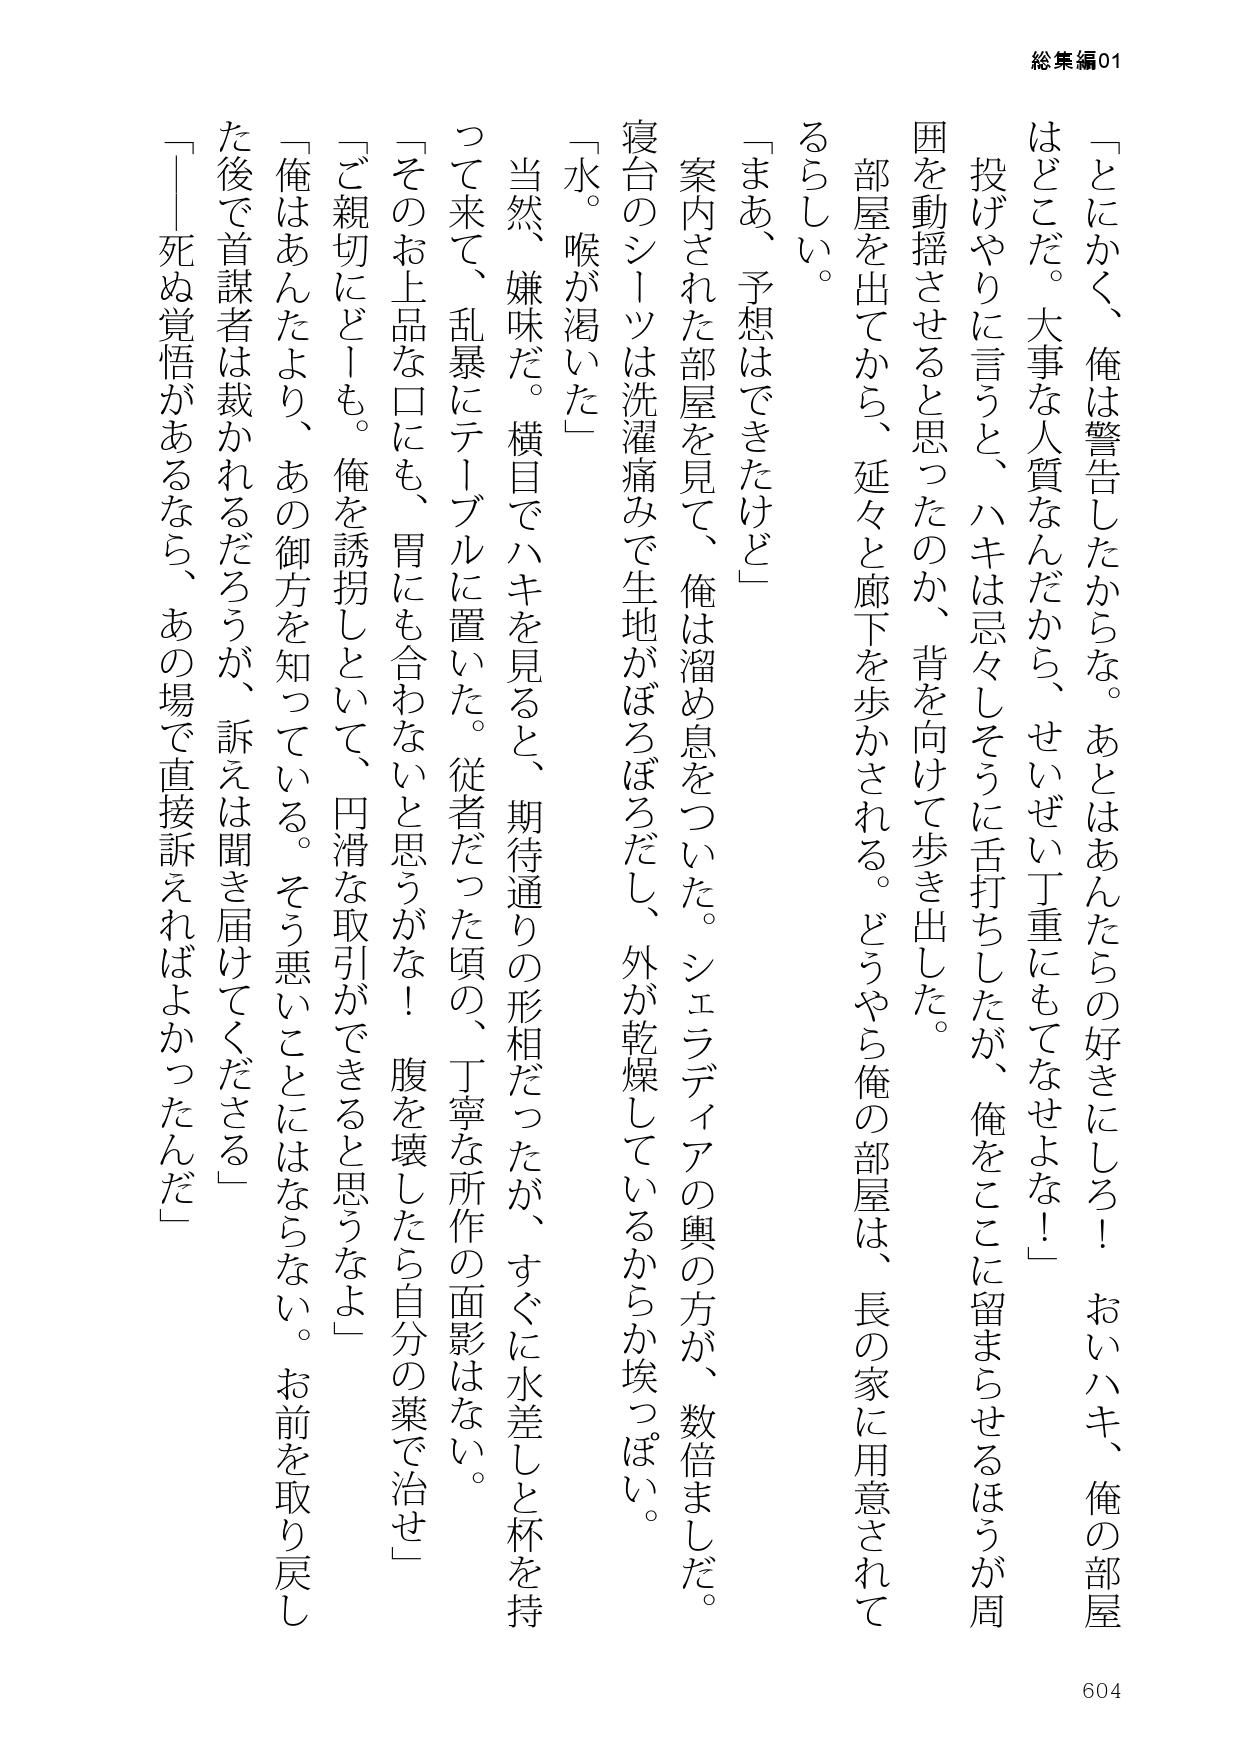 総集編01
「とにかく、俺は警告したからな。あとはあんたらの好きにしろ！　おいハキ、俺の部屋
はどこだ。大事な人質なんだから、せいぜい丁重にもてなせよな！」
　投げやりに言うと、ハキは忌々しそうに舌打ちしたが、俺をここに留まらせるほうが周
囲を動揺させると思ったのか、背を向けて歩き出した。
　部屋を出てから、延々と廊下を歩かされる。どうやら俺の部屋は、長の家に用意されて
るらしい。
「まあ、予想はできたけど」
　案内された部屋を見て、俺は溜め息をついた。シェラディアの輿の方が、数倍ましだ。
寝台のシーツは洗濯痛みで生地がぼろぼろだし、外が乾燥しているからか埃っぽい。
「水。喉が渇いた」
　当然、嫌味だ。横目でハキを見ると、期待通りの形相だったが、すぐに水差しと杯を持
って来て、乱暴にテーブルに置いた。従者だった頃の、丁寧な所作の面影はない。
「そのお上品な口にも、胃にも合わないと思うがな！　腹を壊したら自分の薬で治せ」
「ご親切にどーも。俺を誘拐しといて、円滑な取引ができると思うなよ」
「俺はあんたより、あの御方を知っている。そう悪いことにはならない。お前を取り戻し
た後で首謀者は裁かれるだろうが、訴えは聞き届けてくださる」
「――死ぬ覚悟があるなら、あの場で直接訴えればよかったんだ」
604